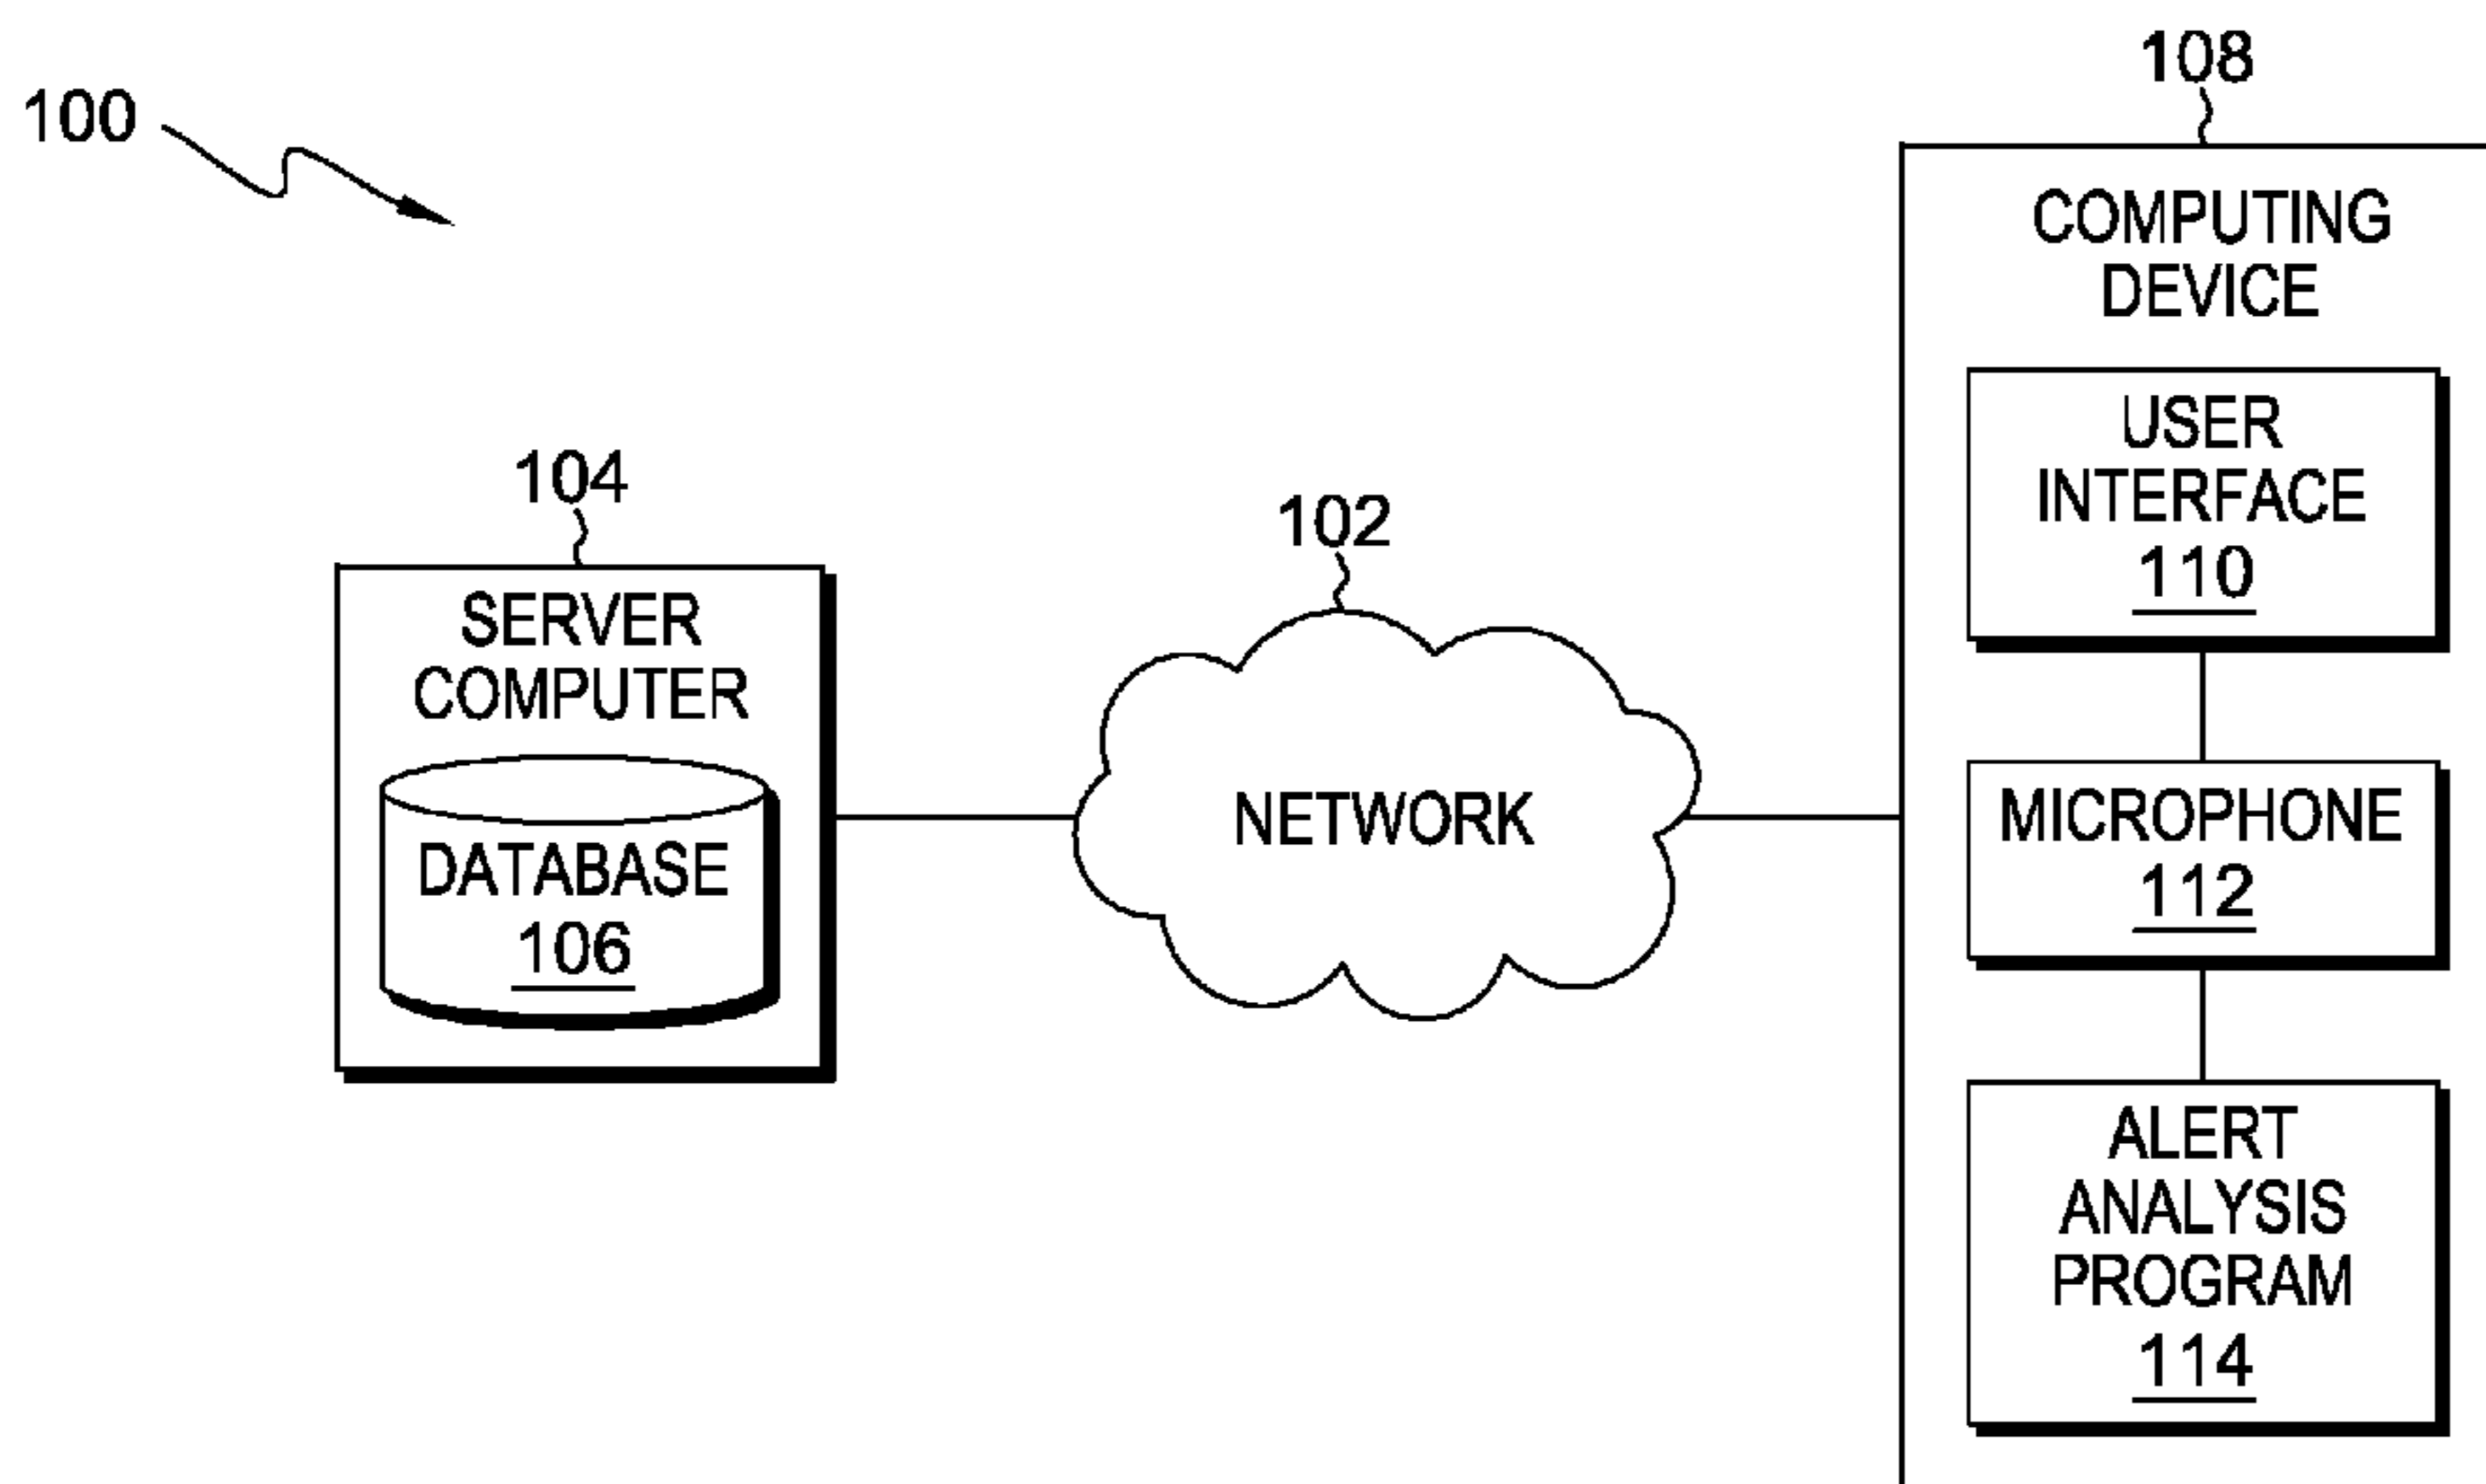 100
108
COMPUTING
DEVICE
USER
INTERFACE
110
104
SERVER
COMPUTER
DATABASE
106
102
NETWORK
MICROPHONE
112
ALERT
ANALYSIS
PROGRAM
114